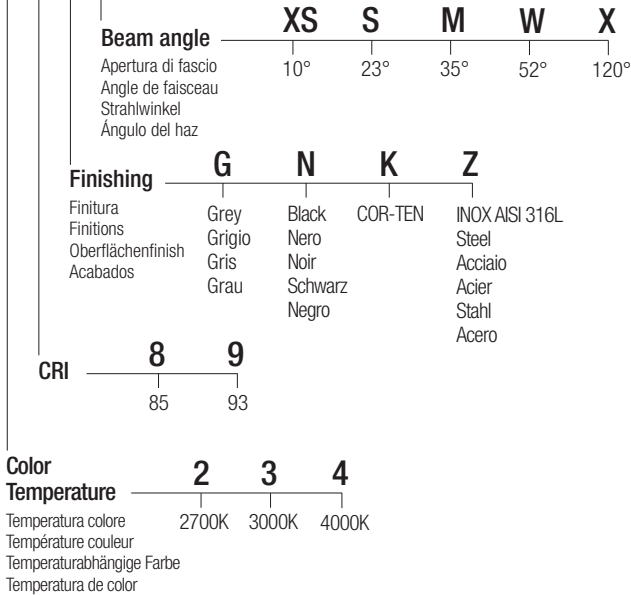 Beam angle XS S M W X
Apertura di fascio 10° 23° 35° 52° 120°
Angle de faisceau
Strahlwinkel
Ángulo del haz
Finishing G N K Z
Finitura Grey Black COR-TEN INOX AISI 316L
Finitions Grigio Nero Steel
Oberflächenfinish Gris Noir Acciaio
Acabados Grau Schwarz Acier
Negro Stahl
Acero
CRI 8 9
85 93
Color
Temperature 2 3 4
Temperatura colore 2700K 3000K 4000K
Température couleur
Temperaturabhängige Farbe
Temperatura de color